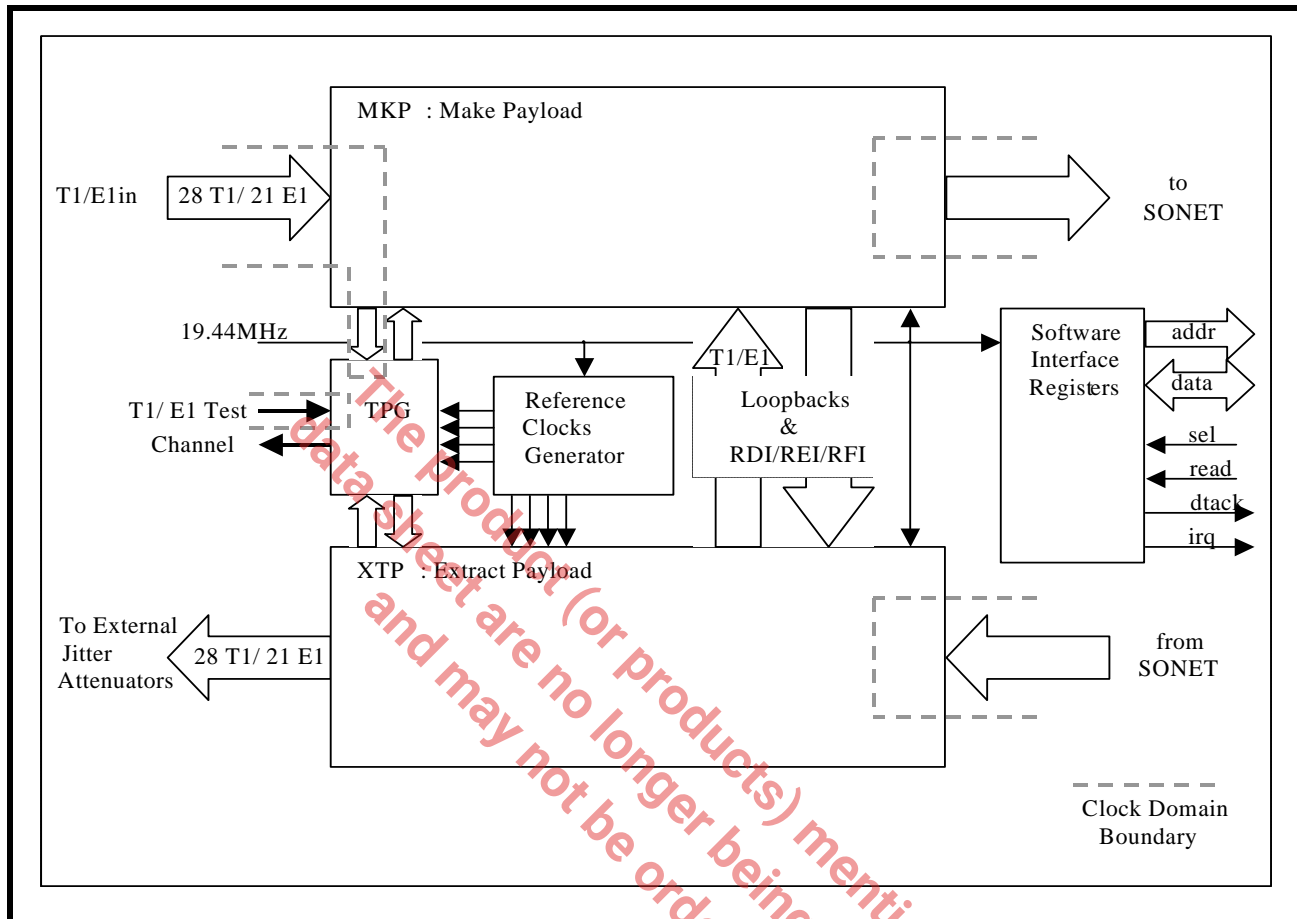 MKP : Make Payload
T1/E1in
28 T1/ 21 E1
to
SONET
19.44MHz
T1/E1
Software
Interface
Registers
addr
data
sel
read
dtack
irq
T1/ E1 Test
Channel
TPG
Reference
Clocks
Generator
Loopbacks
&
RDI/REI/RFI
XTP : Extract Payload
To External
Jitter
Attenuators
28 T1/ 21 E1
from
SONET
Clock Domain
Boundary
The product (or products) menti
data sheet are no longer being
and may not be ord